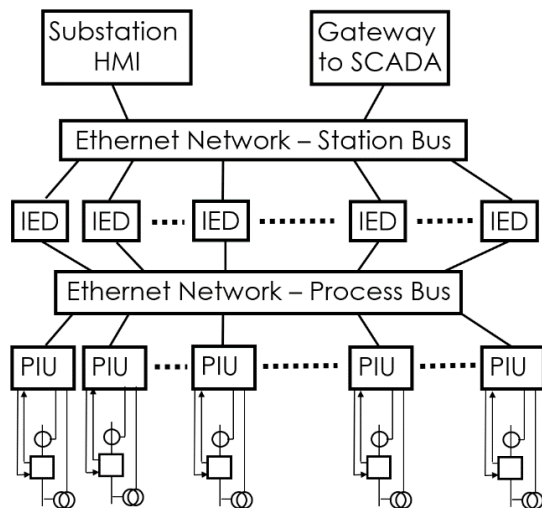 Substation
HMI
Gateway
to SCADA
Ethernet Network – Station Bus
IED
IED
IED
IED
IED
Ethernet Network – Process Bus
PIU
PIU
PIU
PIU
PIU